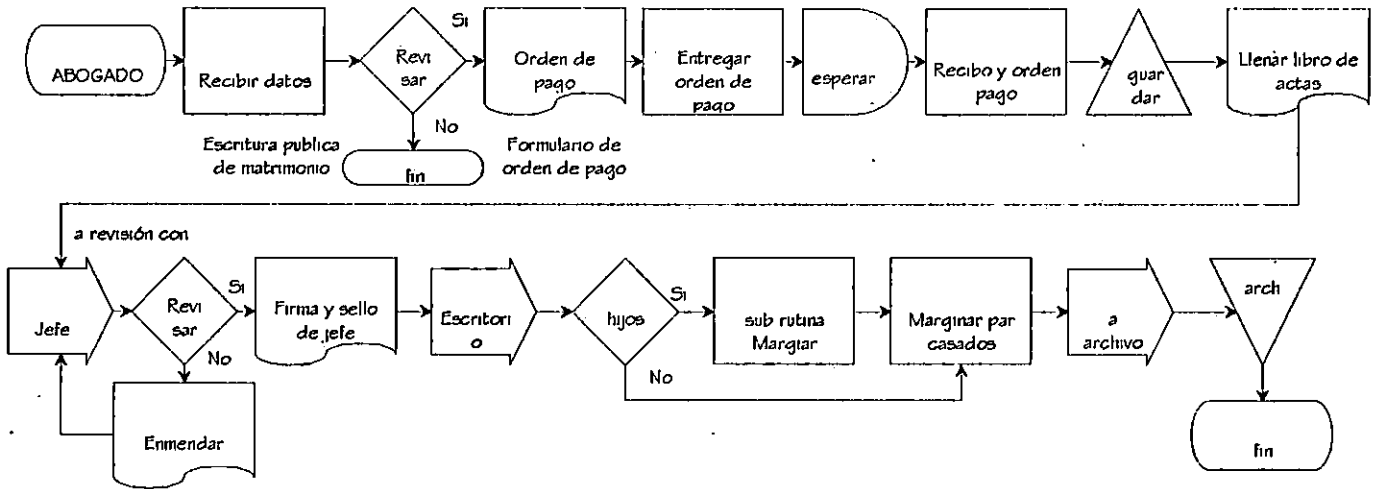 Si
ABOGADO
Recibir datos
Revi
sar
Orden de
pago
Entregar
orden de
pago
esperar
Recibo y orden
pago
guar
dar
Llenar libro de
actas
No
Escritura publica
de matrimonio
fin
Formulario de
orden de pago
a revisión con
Jefe
Revi
sar
Si
Firma y sello
de jefe
Escritori
o
hijos
Si
sub rutina
Margiar
Marginar par
casados
a
archivo
arch
No
No
Enmendar
fin